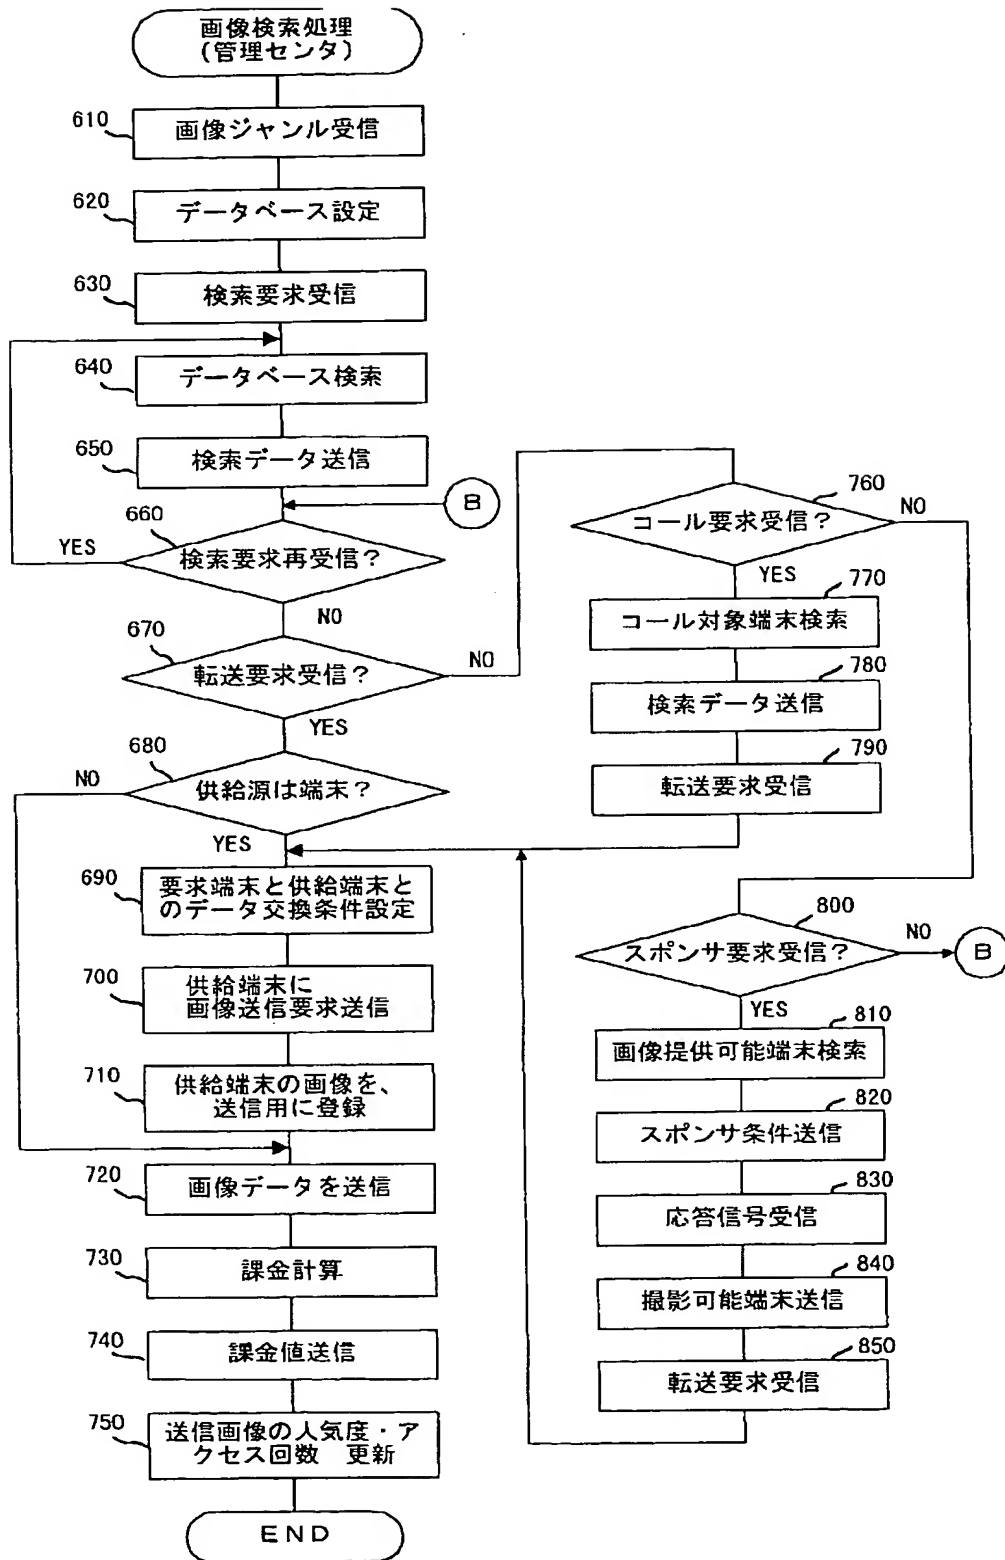 画像検索処理
(管理センタ)
610
画像ジャンル受信
620
データベース設定
630
検索要求受信
640
データベース検索
650
検索データ送信
B
660
検索要求再受信?
YES
NO
670
転送要求受信?
NO
YES
680
供給源は端末?
NO
YES
690
要求端末と供給端末と
のデータ交換条件設定
700
供給端末に
画像送信要求送信
710
供給端末の画像を、
送信用に登録
720
画像データを送信
730
課金計算
740
課金値送信
750
送信画像の人気度・ア
クセス回数 更新
END
760
コール要求受信?
NO
YES
770
コール対象端末検索
780
検索データ送信
790
転送要求受信
800
スポンサ要求受信?
NO
B
YES
810
画像提供可能端末検索
820
スポンサ条件送信
830
応答信号受信
840
撮影可能端末送信
850
転送要求受信